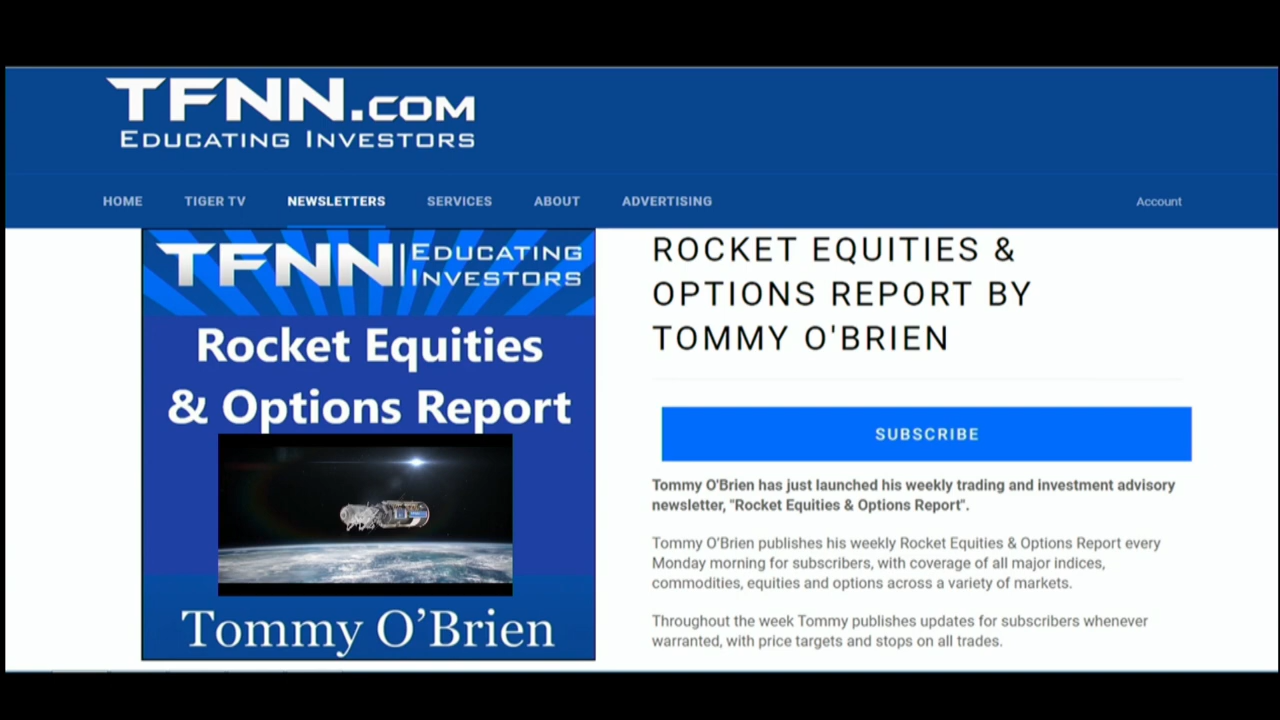 TFNN.COM
EDUCATING INVESTORS
HOME TIGER TV NEWSLETTERS SERVICES ABOUT ADVERTISING Account
TFNN | EDUCATING
INVESTORS
Rocket Equities
& Options Report
Tommy O’Brien
ROCKET EQUITIES &
OPTIONS REPORT BY
TOMMY O'BRIEN
SUBSCRIBE
Tommy O'Brien has just launched his weekly trading and investment advisory
newsletter, "Rocket Equities & Options Report".
Tommy O’Brien publishes his weekly Rocket Equities & Options Report every
Monday morning for subscribers, with coverage of all major indices,
commodities, equities and options across a variety of markets.
Throughout the week Tommy publishes updates for subscribers whenever
warranted, with price targets and stops on all trades.